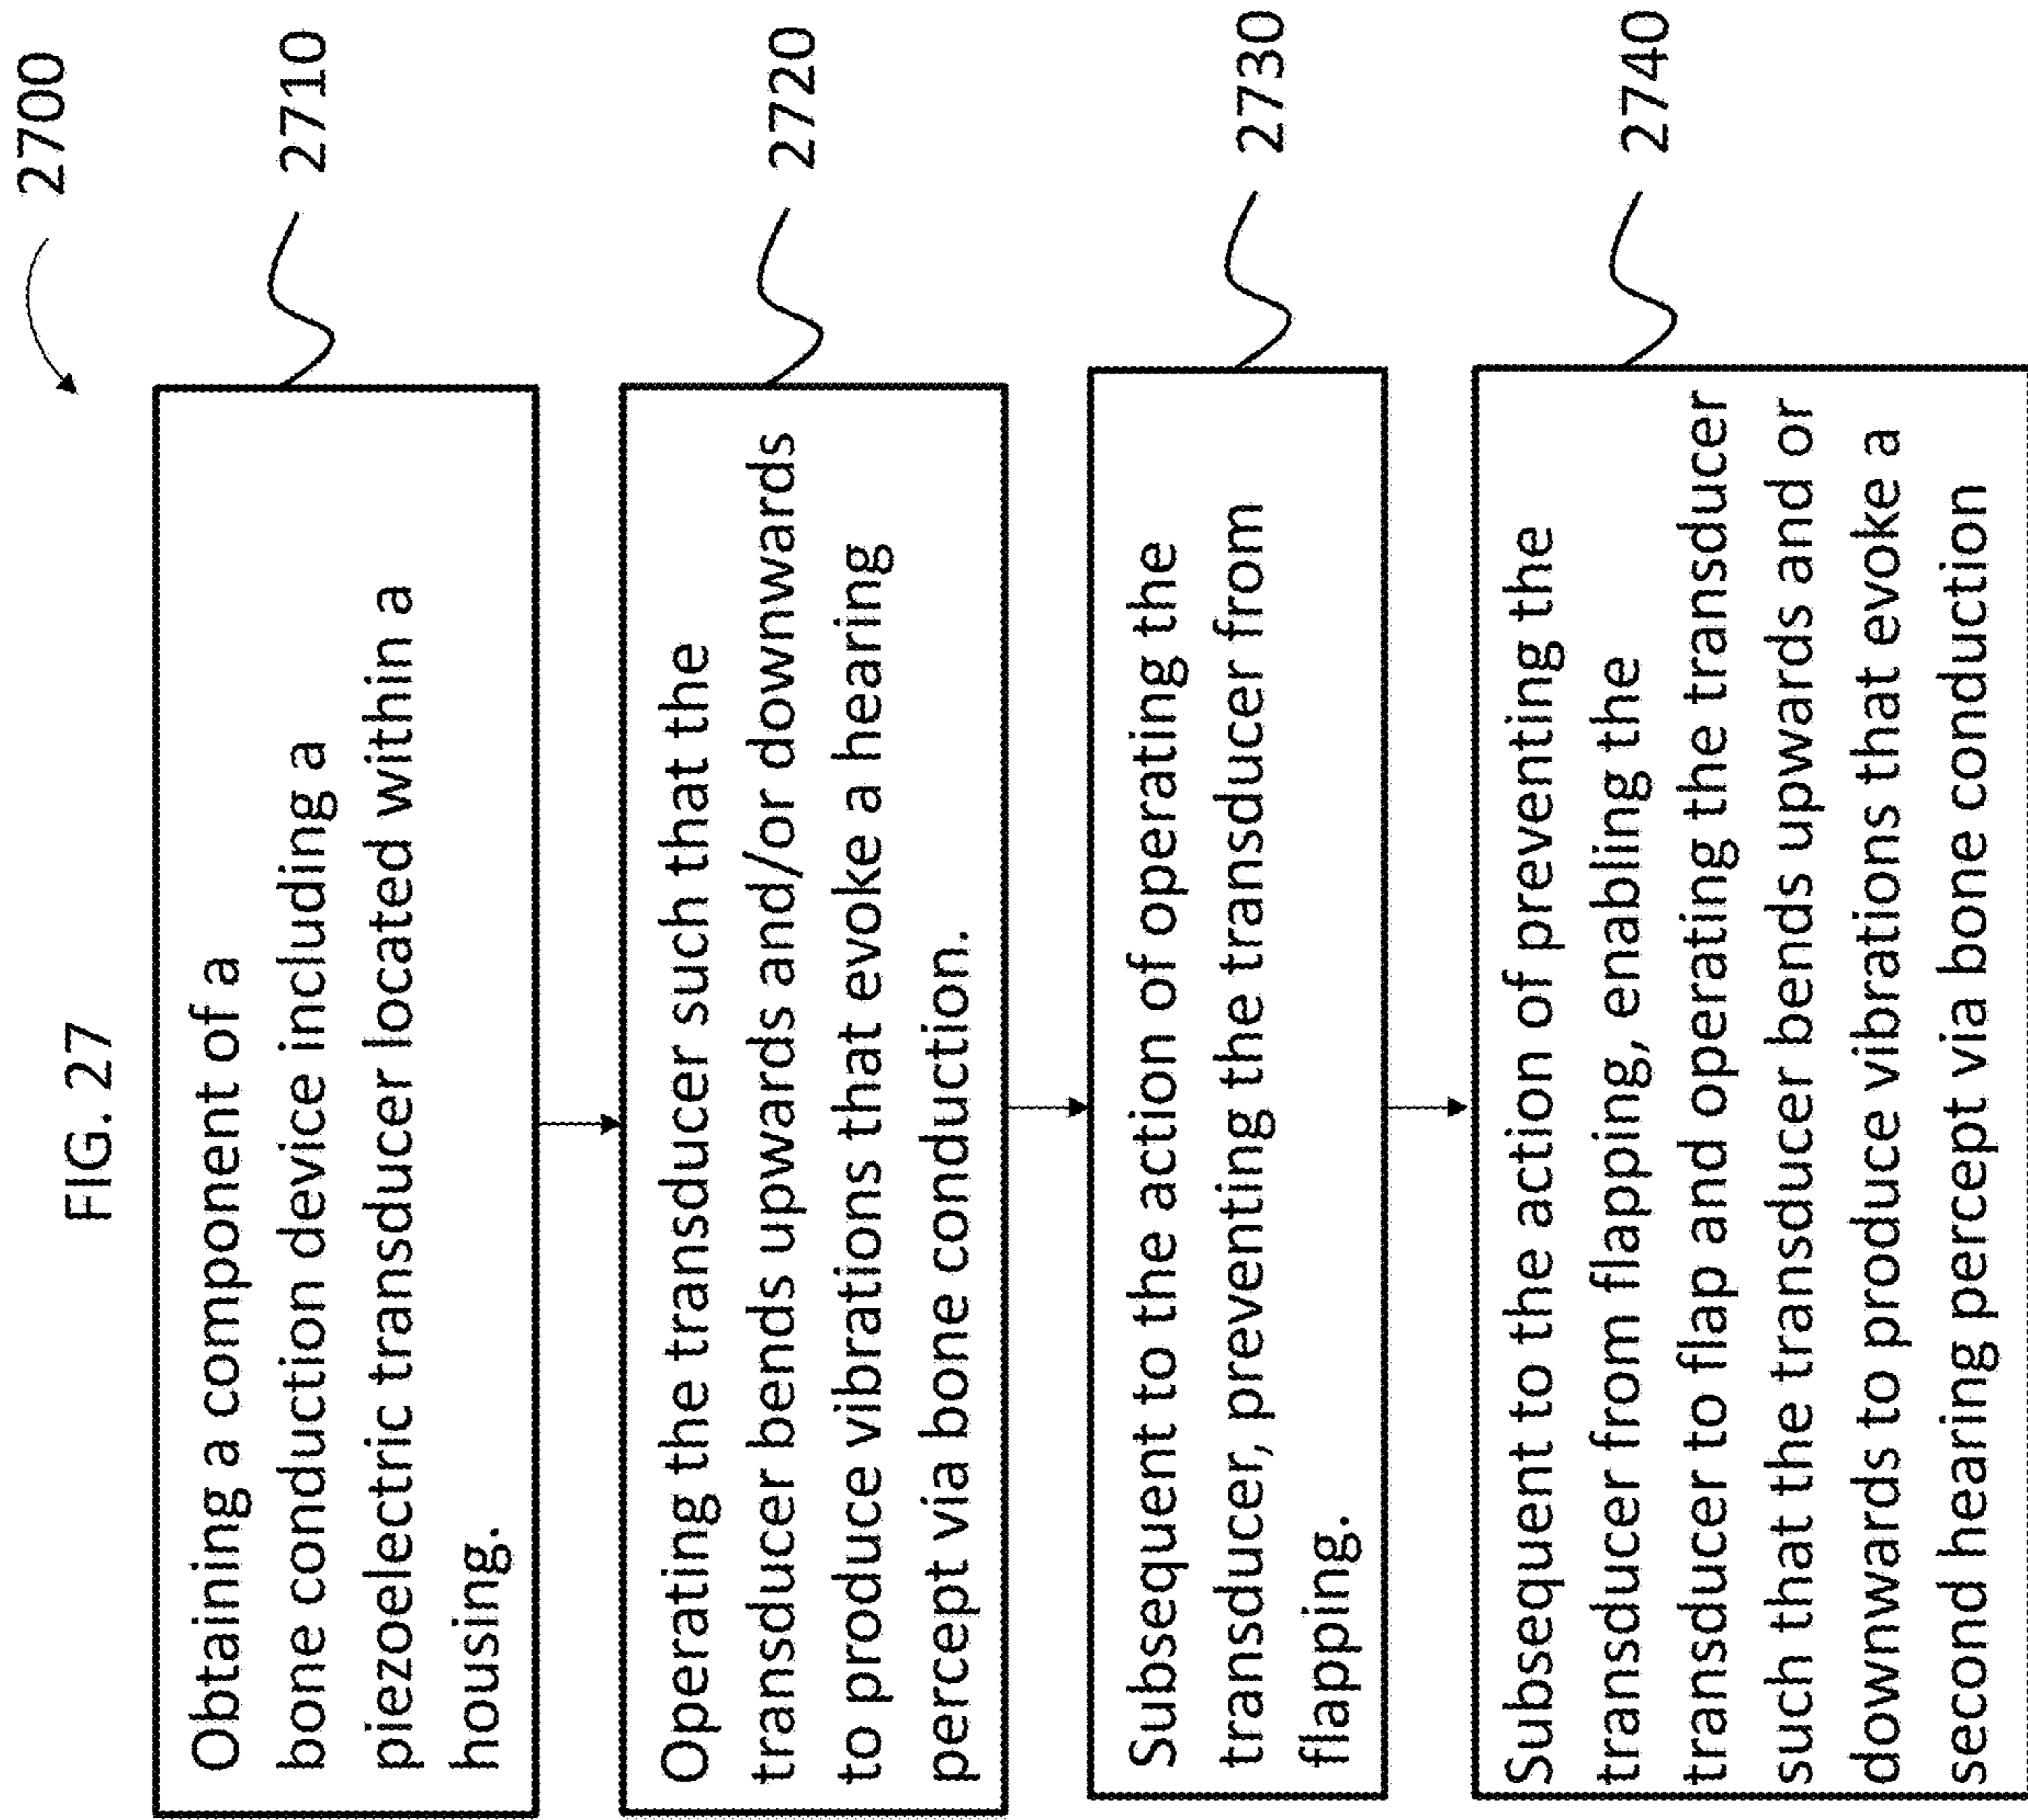 FIG. 27
2700
Obtaining a component of a
bone conduction device including a
piezoelectric transducer located within a
housing.
2710
Operating the transducer such that the
transducer bends upwards and/or downwards
to produce vibrations that evoke a hearing
percept via bone conduction.
2720
Subsequent to the action of operating the
transducer, preventing the transducer from
flapping.
2730
Subsequent to the action of preventing the
transducer from flapping, enabling the
transducer to flap and operating the transducer
such that the transducer bends upwards and or
downwards to produce vibrations that evoke a
second hearing percept via bone conduction
2740